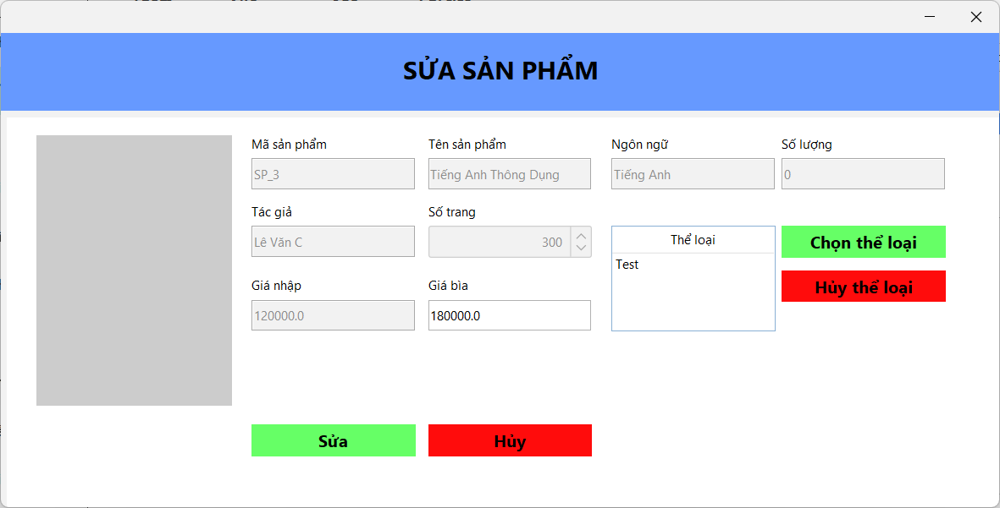 SỬA SẢN PHẨM
Mã sản phẩm
Tên sản phẩm
Ngôn ngữ
Số lượng
SP_3
Tiếng Anh Thông Dụng
Tiếng Anh
0
Tác giả
Số trang
Lê Văn C
300
Thể loại
Test
Chọn thể loại
Hủy thể loại
Giá nhập
Giá bìa
120000.0
180000.0
Sửa
Hủy